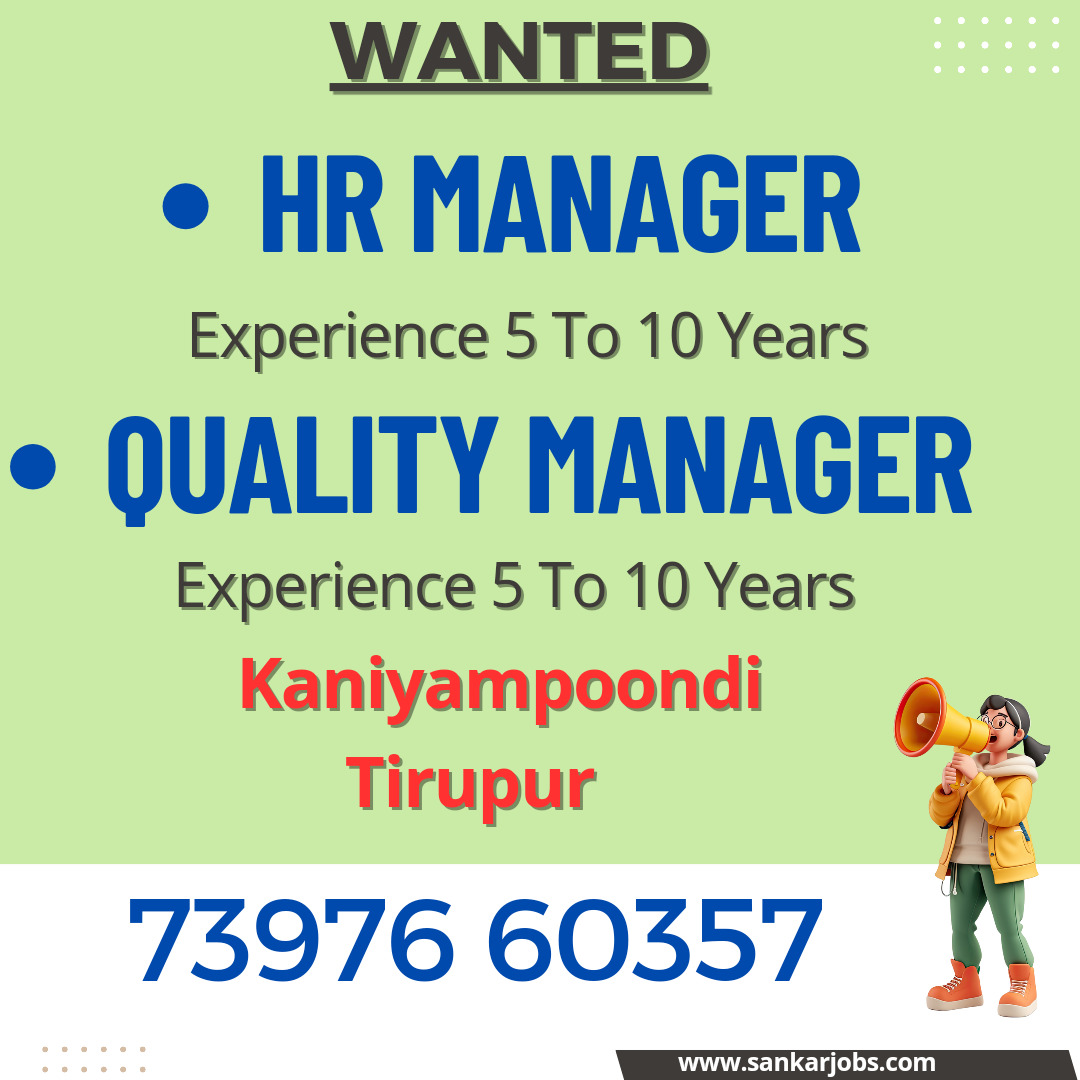 WANTED
• HR MANAGER
Experience 5 To 10 Years
• QUALITY MANAGER
Experience 5 To 10 Years
Kaniyampoondi
Tirupur
73976 60357
www.sankarjobs.com